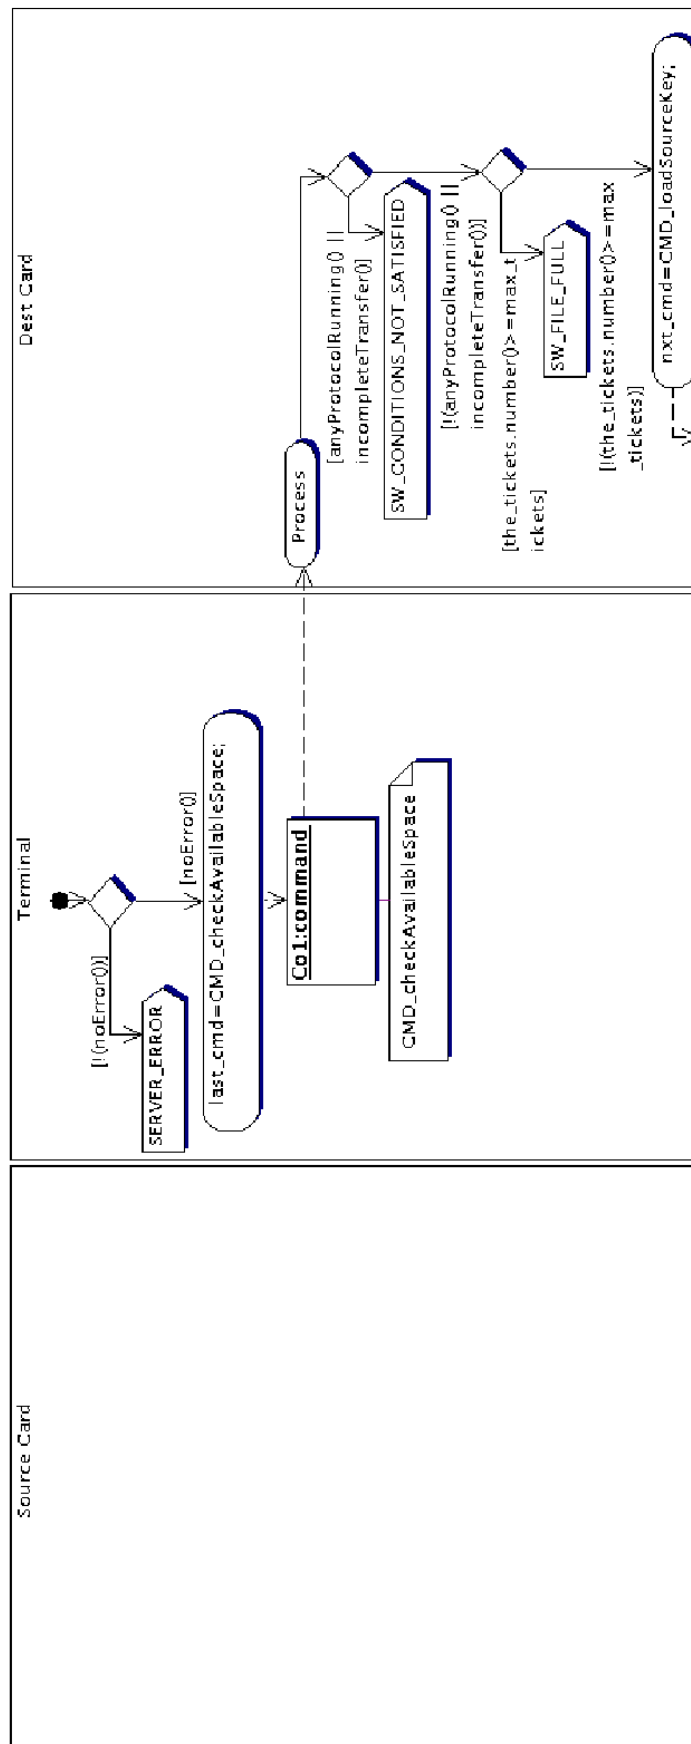 Source Card
Terminal
Dest Card
[!(noError())]
SERVER_ERROR
[noError()]
last_cmd=CMD_checkAvailableSpace;
Co1:command
CMD_checkAvailableSpace
Process
[anyProtocolRunning() ||
incompleteTransfer()]
SW_CONDITIONS_NOT_SATISFIED
[!(anyProtocolRunning() ||
incompleteTransfer())]
[the_tickets.number()>=max_t
ickets]
SW_FILE_FULL
[!(the_tickets.number()>=max
_tickets)]
nxt_cmd=CMD_loadSourceKey;